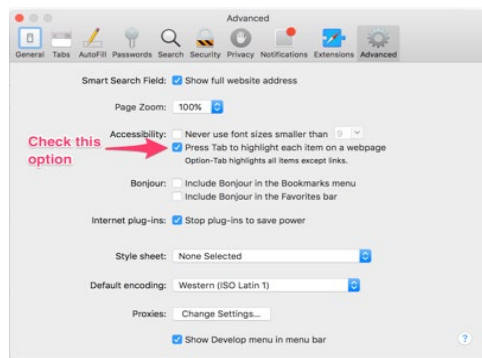 Advanced
General Tabs AutoFill Passwords Search Security Privacy Notifications Extensions Advanced
Smart Search Field: Show full website address
Page Zoom: 100%
Accessibility: Never use font sizes smaller than 9
Check this option
Press Tab to highlight each item on a webpage
Option-Tab highlights all items except links.
Bonjour: Include Bonjour in the Bookmarks menu
Include Bonjour in the Favorites bar
Internet plug-ins: Stop plug-ins to save power
Style sheet: None Selected
Default encoding: Western (ISO Latin 1)
Proxies: Change Settings...
Show Develop menu in menu bar
?